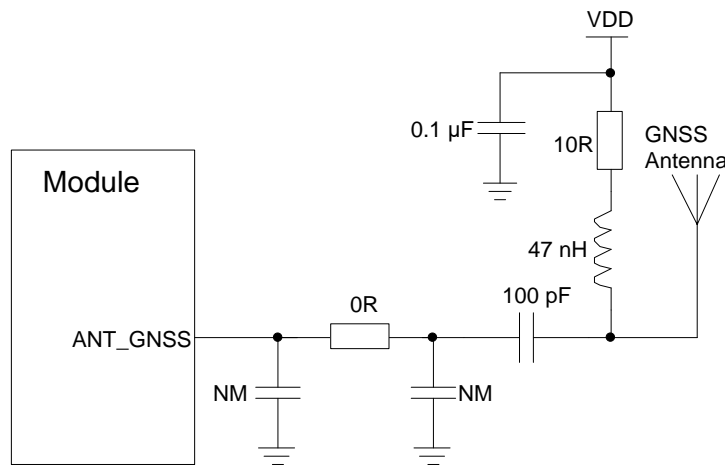 VDD
0.1 µF
10R
GNSS
Antenna
Module
47 nH
100 pF
0R
ANT_GNSS
NM
NM